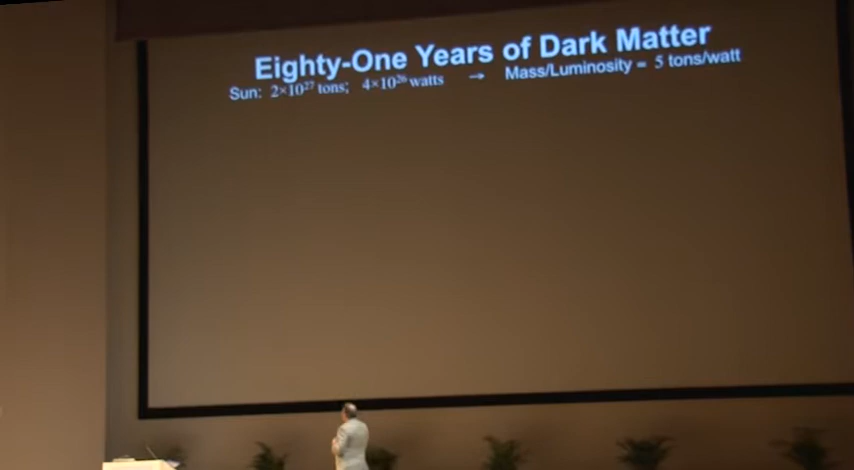 Eighty-One Years of Dark Matter
Sun: 2×10²⁷ tons; 4×10²⁶ watts → Mass/Luminosity = 5 tons/watt